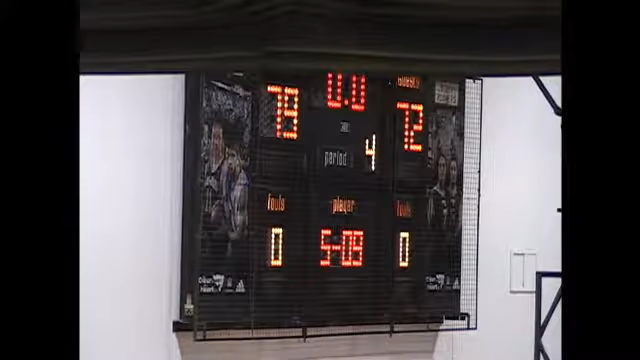 0.0 GUESTS
79 72
period 4
fouls player fouls
0 5-09 0